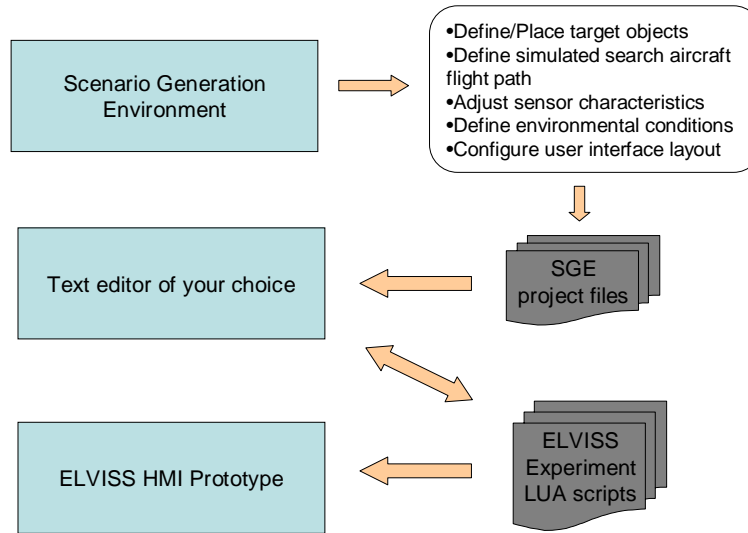 Scenario Generation
Environment
•Define/Place target objects
•Define simulated search aircraft
flight path
•Adjust sensor characteristics
•Define environmental conditions
•Configure user interface layout
Text editor of your choice
SGE
project files
ELVISS HMI Prototype
ELVISS
Experiment
LUA scripts